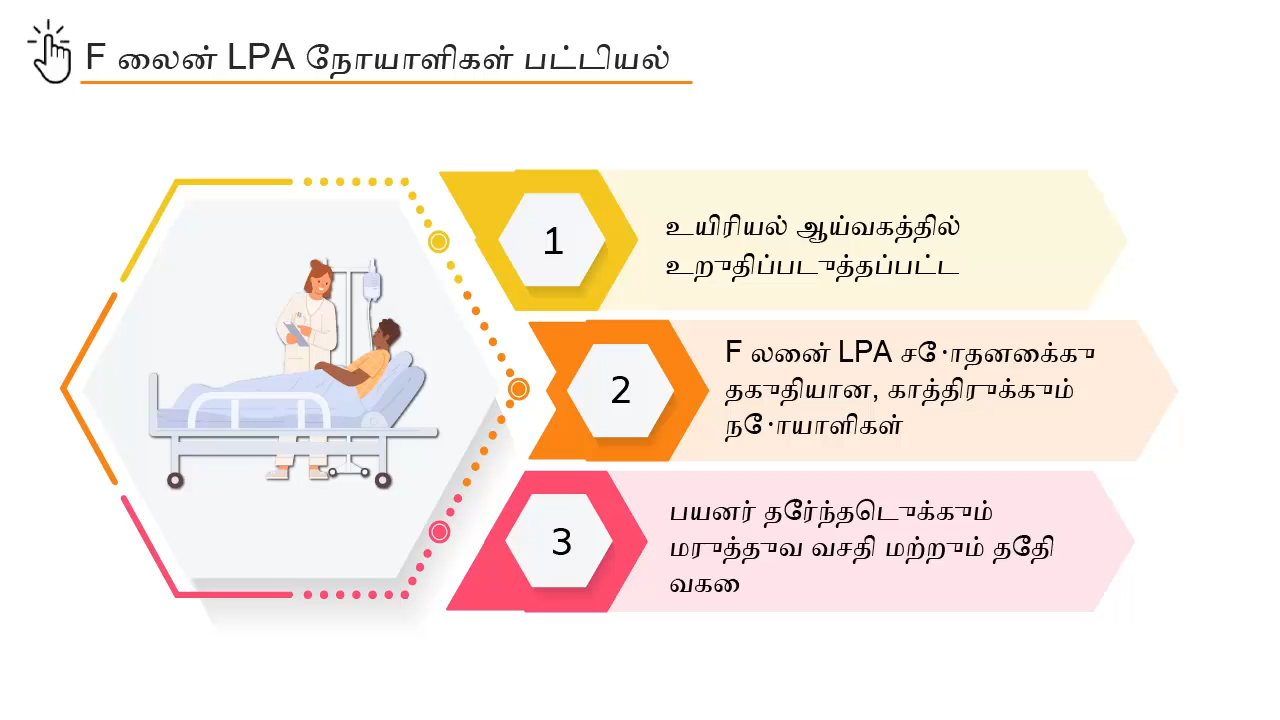 F லைன் LPA நோயாளிகள் பட்டியல்
1
உயிரியல் ஆய்வகத்தில்
உறுதிப்படுத்தப்பட்ட
2
F லைன் LPA சோதனைக்கு
தகுதியான, காத்திருக்கும்
நோயாளிகள்
3
பயனர் தேர்ந்தெடுக்கும்
மருத்துவ வசதி மற்றும் தேதி
வகை